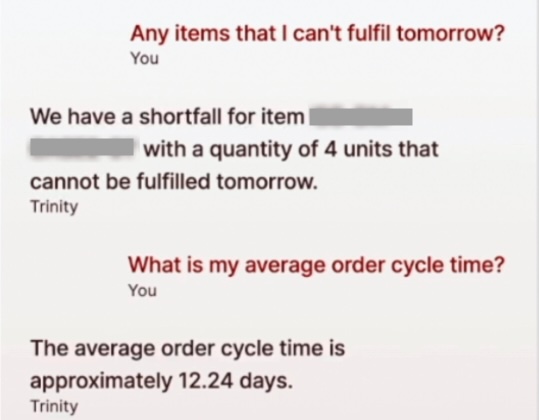 Any items that I can't fulfil tomorrow?
You
We have a shortfall for item
with a quantity of 4 units that
cannot be fulfilled tomorrow.
Trinity
What is my average order cycle time?
You
The average order cycle time is
approximately 12.24 days.
Trinity